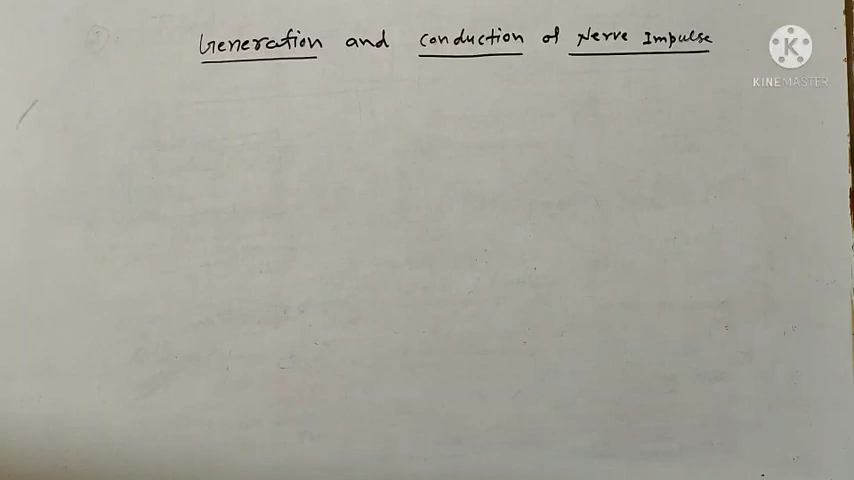 Generation and Conduction of Nerve Impulse
K
KINEMASTER